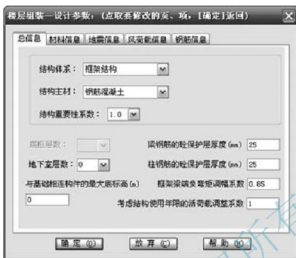 楼层组装—设计参数：（点取要修改的页、项，[确定]返回）
总信息 材料信息 地震信息 风荷载信息 钢筋信息
结构体系： 框架结构
结构主材： 钢筋混凝土
结构重要性系数： 1.0
底框层数： 梁钢筋的砼保护层厚度(mm) 25
地下室层数： 0 柱钢筋的砼保护层厚度(mm) 25
与基础相连构件的最大底标高(m) 框架梁端负弯矩调幅系数 0.85
0
考虑结构使用年限的活荷载调整系数 1
确 定 (O) 放 弃 (C) 帮 助 (H)